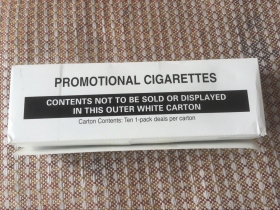 PROMOTIONAL CIGARETTES
CONTENTS NOT TO BE SOLD OR DISPLAYED
IN THIS OUTER WHITE CARTON
Carton Contents: Ten 1-pack deals per carton